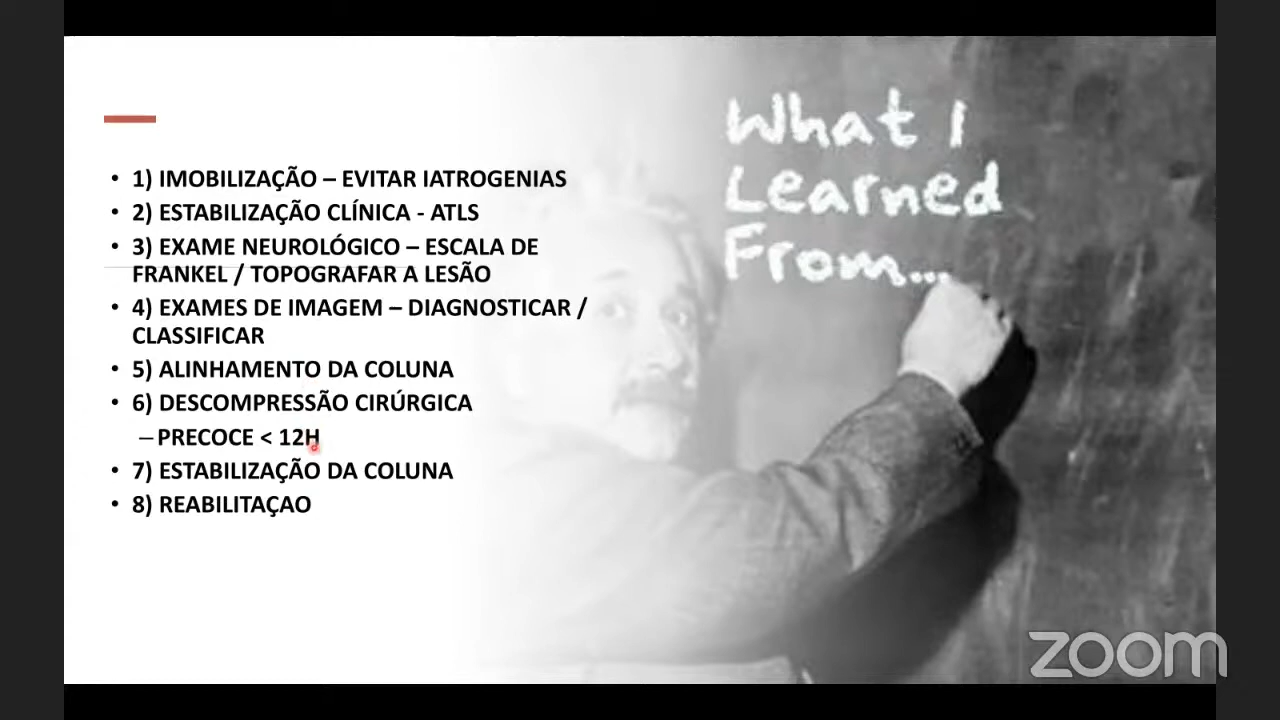 • 1) IMOBILIZAÇÃO – EVITAR IATROGENIAS
• 2) ESTABILIZAÇÃO CLÍNICA - ATLS
• 3) EXAME NEUROLÓGICO – ESCALA DE
FRANKEL / TOPOGRAFAR A LESÃO
• 4) EXAMES DE IMAGEM – DIAGNOSTICAR /
CLASSIFICAR
• 5) ALINHAMENTO DA COLUNA
• 6) DESCOMPRESSÃO CIRÚRGICA
– PRECOCE < 12H
• 7) ESTABILIZAÇÃO DA COLUNA
• 8) REABILITAÇAO
What I
Learned
From...
zoom